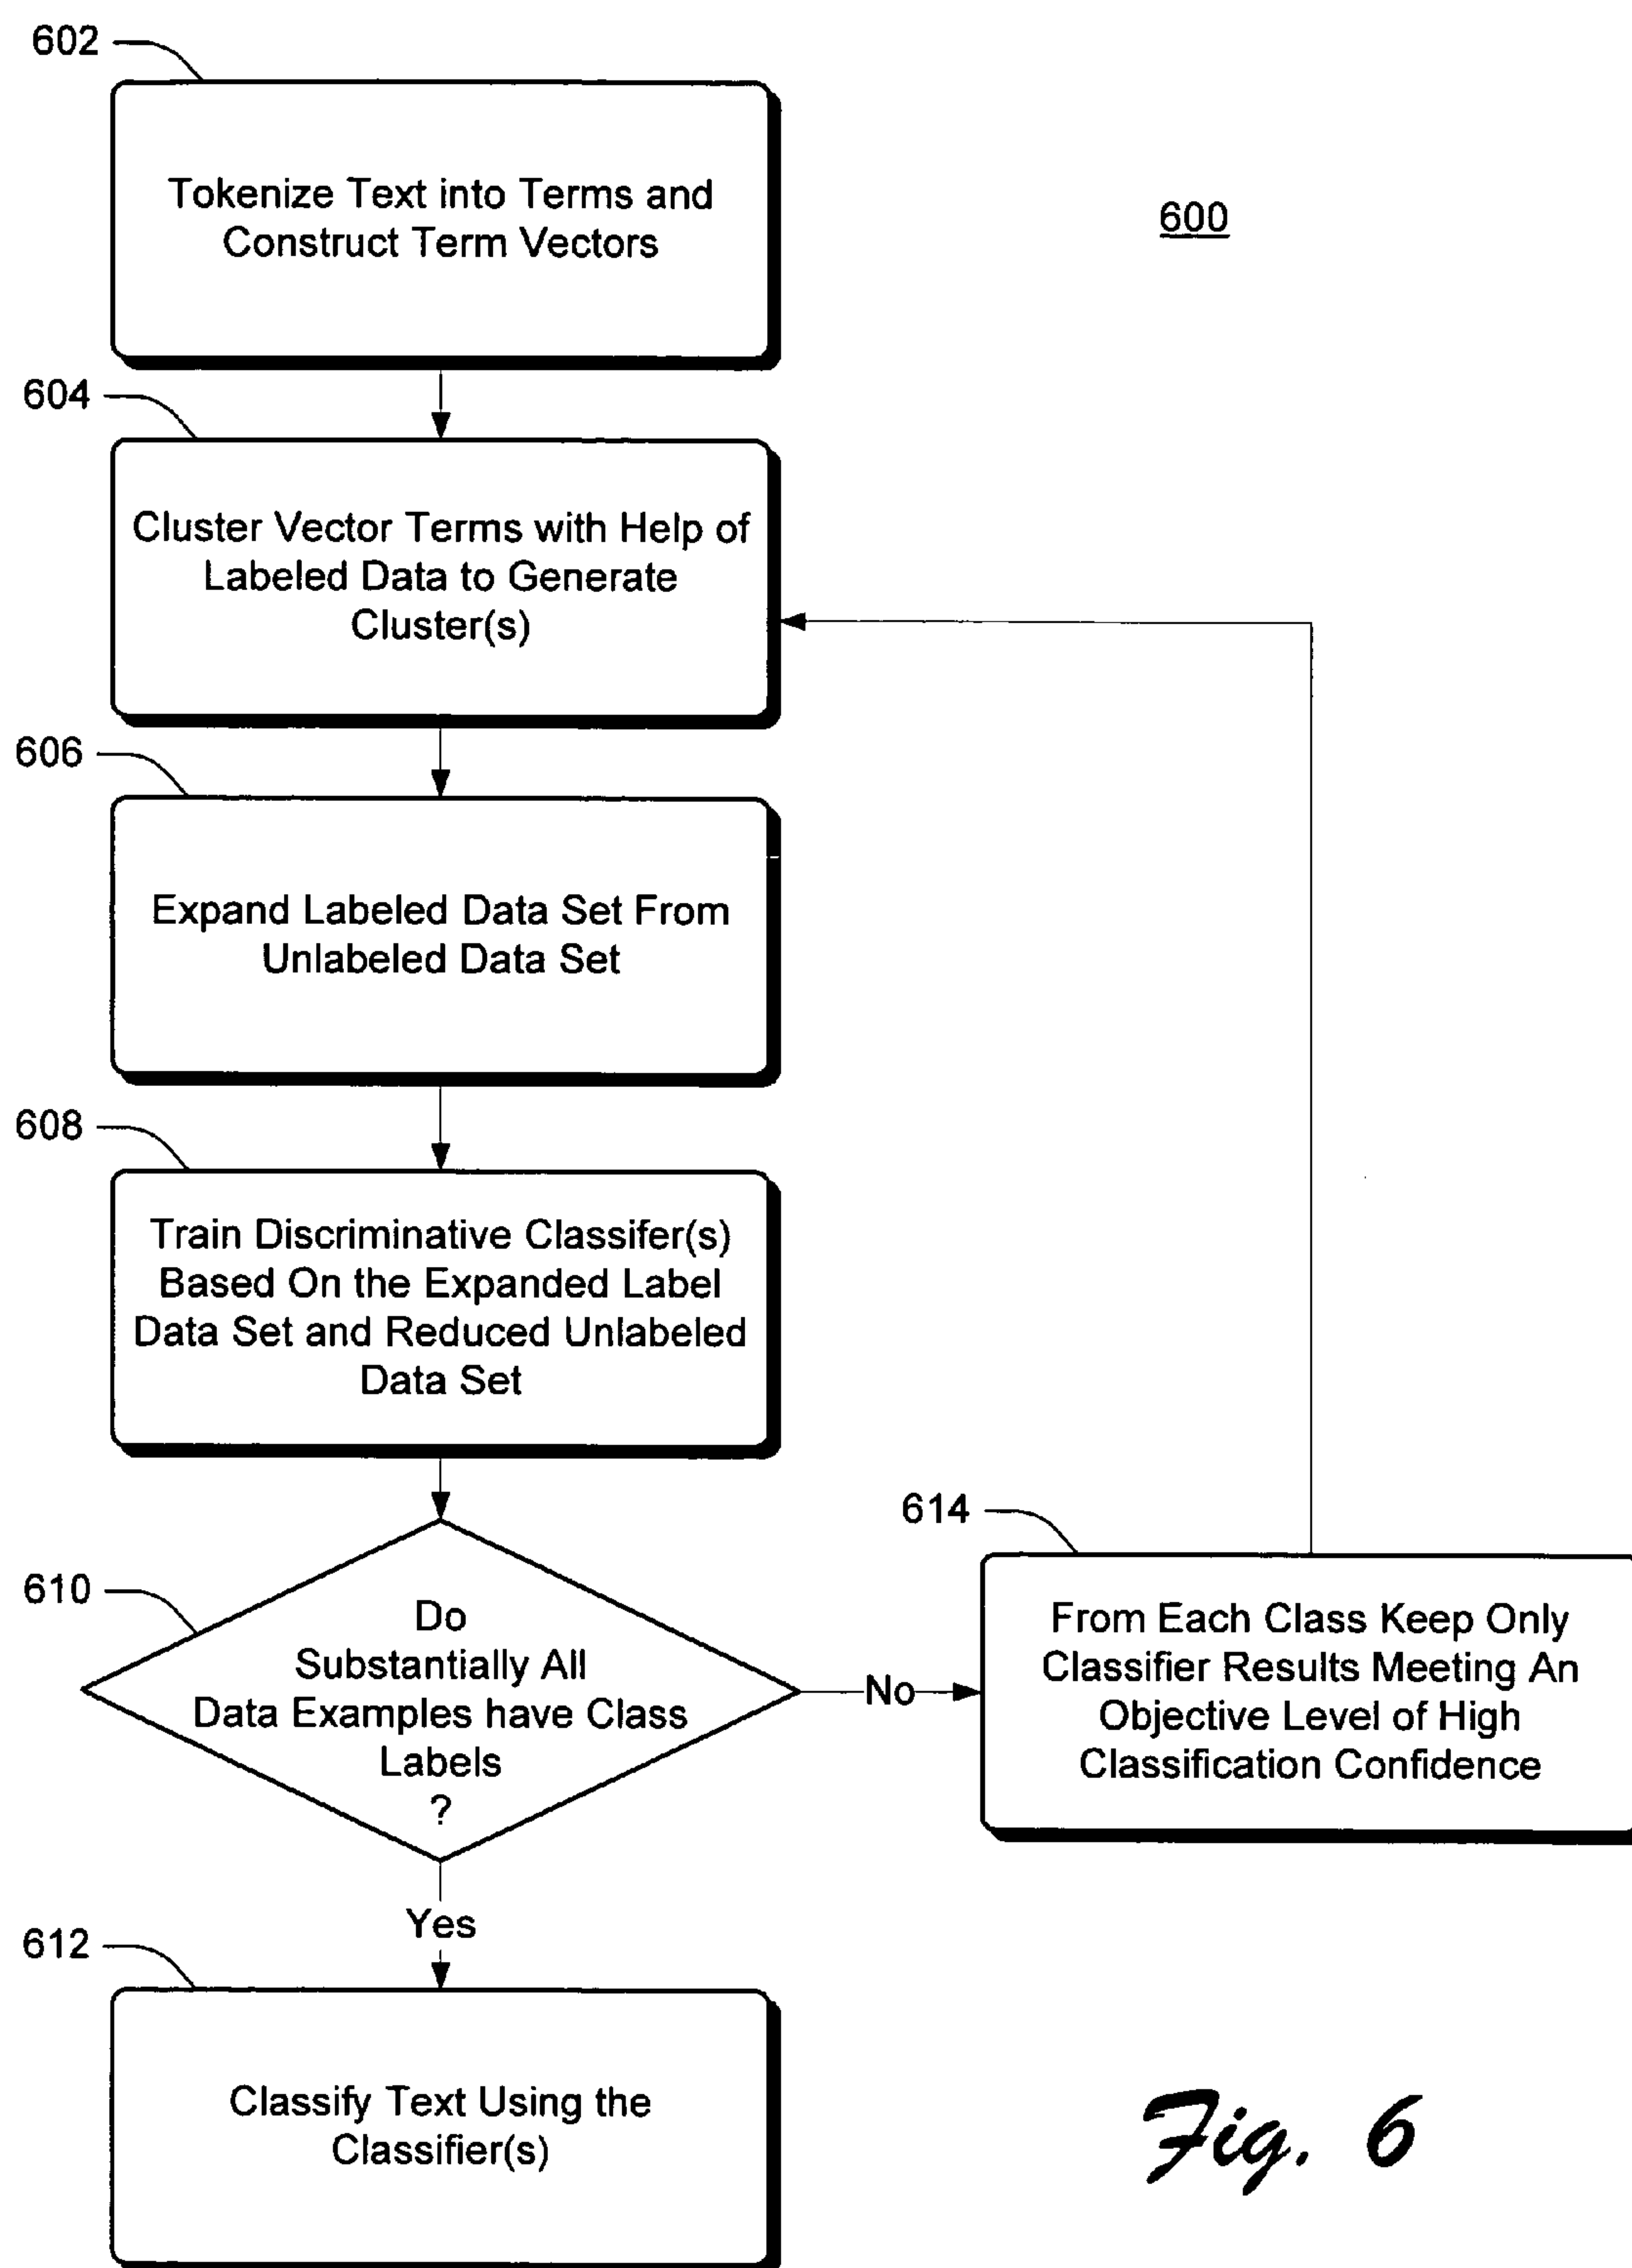 602
Tokenize Text into Terms and
Construct Term Vectors
600
604
Cluster Vector Terms with Help of
Labeled Data to Generate
Cluster(s)
606
Expand Labeled Data Set From
Unlabeled Data Set
608
Train Discriminative Classifer(s)
Based On the Expanded Label
Data Set and Reduced Unlabeled
Data Set
610
Do
Substantially All
Data Examples have Class
Labels
?
No
614
From Each Class Keep Only
Classifier Results Meeting An
Objective Level of High
Classification Confidence
Yes
612
Classify Text Using the
Classifier(s)
Fig. 6